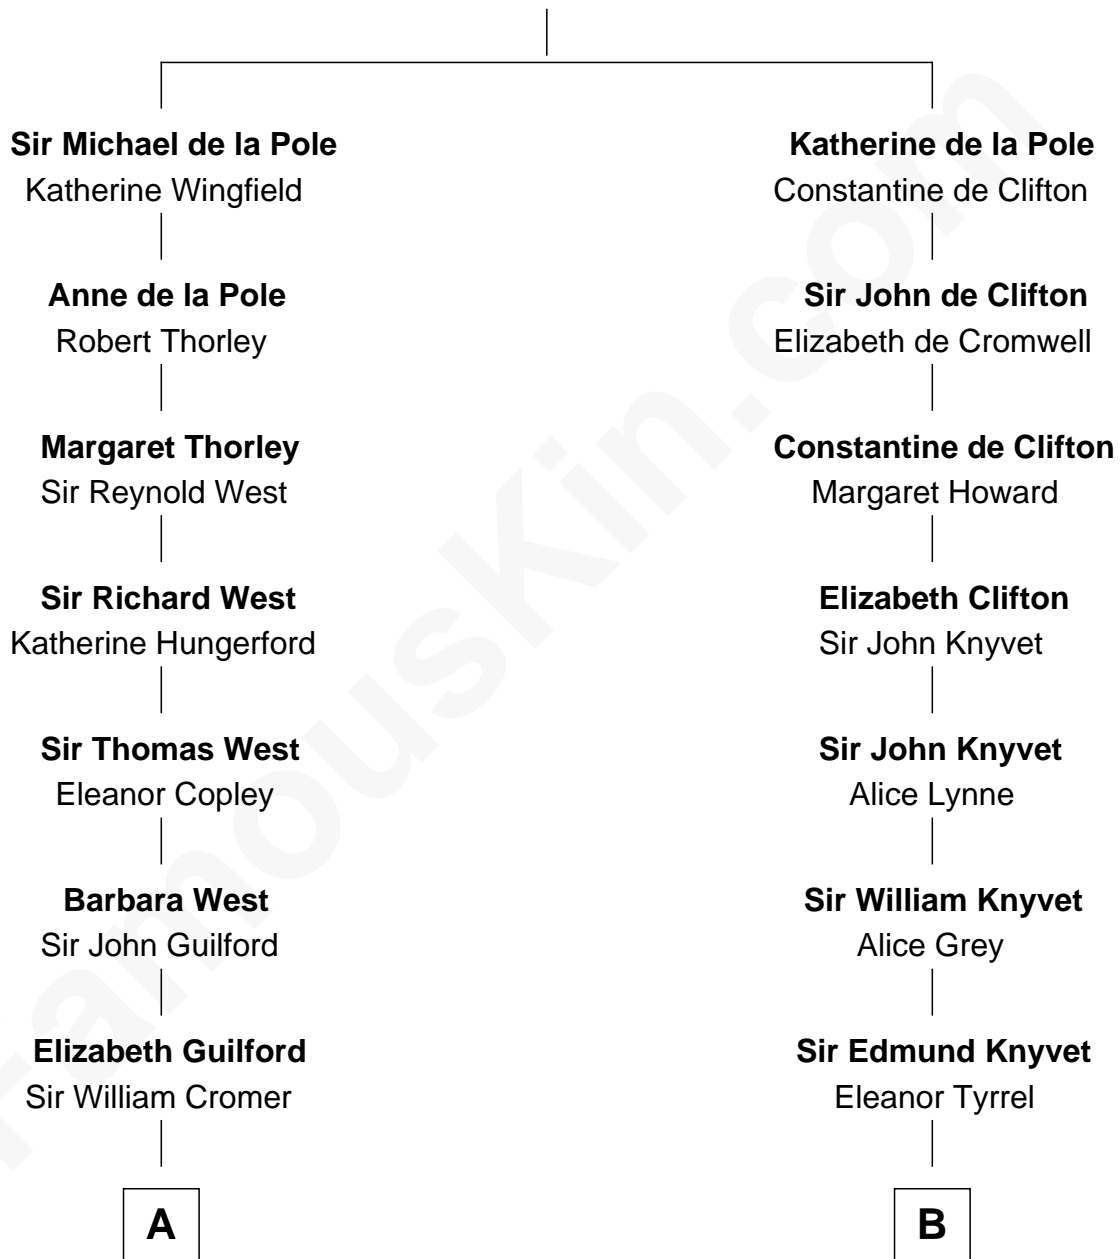 Sir Michael de la Pole
Katherine Wingfield
Katherine de la Pole
Constantine de Clifton
Anne de la Pole
Robert Thorley
Sir John de Clifton
Elizabeth de Cromwell
Margaret Thorley
Sir Reynold West
Constantine de Clifton
Margaret Howard
Sir Richard West
Katherine Hungerford
Elizabeth Clifton
Sir John Knyvet
Sir Thomas West
Eleanor Copley
Sir John Knyvet
Alice Lynne
Barbara West
Sir John Guilford
Sir William Knyvet
Alice Grey
Elizabeth Guilford
Sir William Cromer
Sir Edmund Knyvet
Eleanor Tyrrel
A
B
FamousKin.com